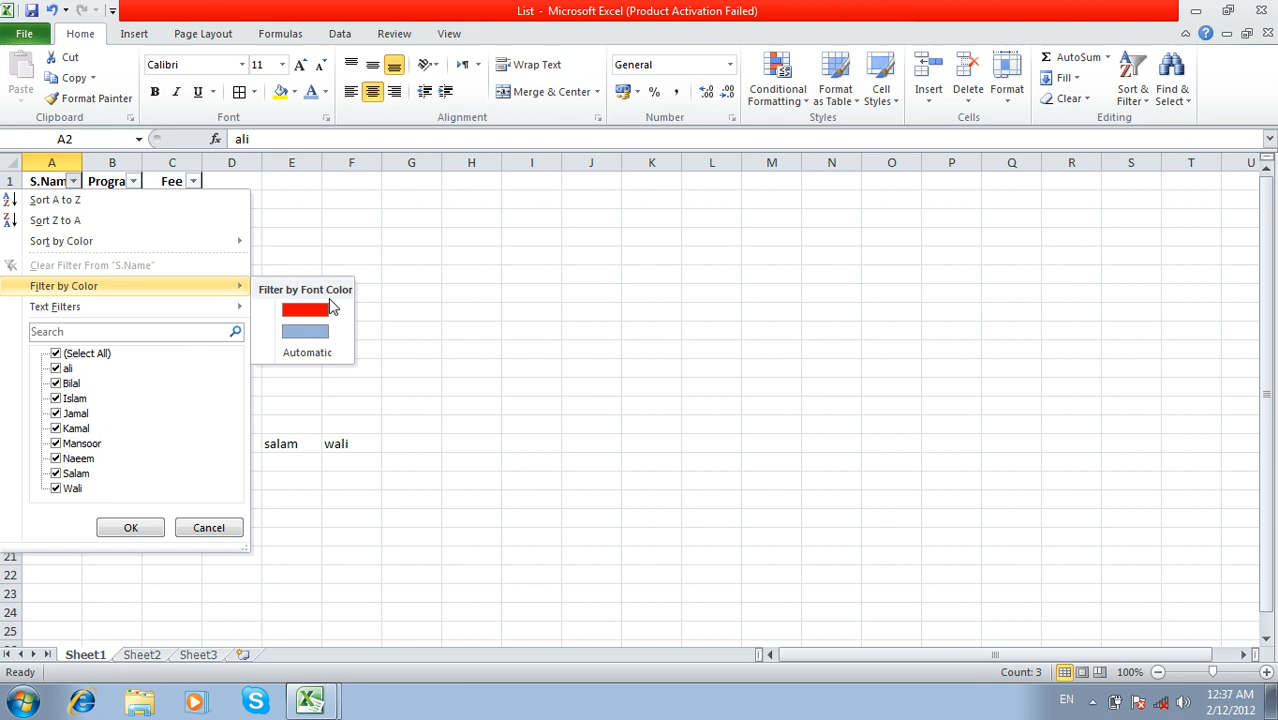 List - Microsoft Excel (Product Activation Failed)
File Home Insert Page Layout Formulas Data Review View
Paste Cut Copy Format Painter Clipboard
Calibri 11 B I U A A A Font
Wrap Text Merge & Center Alignment
General % , Number
Conditional Formatting Format as Table Cell Styles Styles
Insert Delete Format Cells
Σ AutoSum Fill Clear Sort & Filter Find & Select Editing
A2 fx ali
A B C D E F G H I J K L M N O P Q R S T U
1 S.Nam Progra Fee
Sort A to Z
Sort Z to A
Sort by Color
Clear Filter From "S.Name"
Filter by Color
Filter by Font Color
Automatic
Text Filters
Search
(Select All)
ali
Bilal
Islam
Jamal
Kamal
Mansoor
Naeem
Salam
Wali
salam wali
OK Cancel
21
22
23
24
25
Sheet1 Sheet2 Sheet3
Ready Count: 3 100%
EN 12:37 AM
2/12/2012